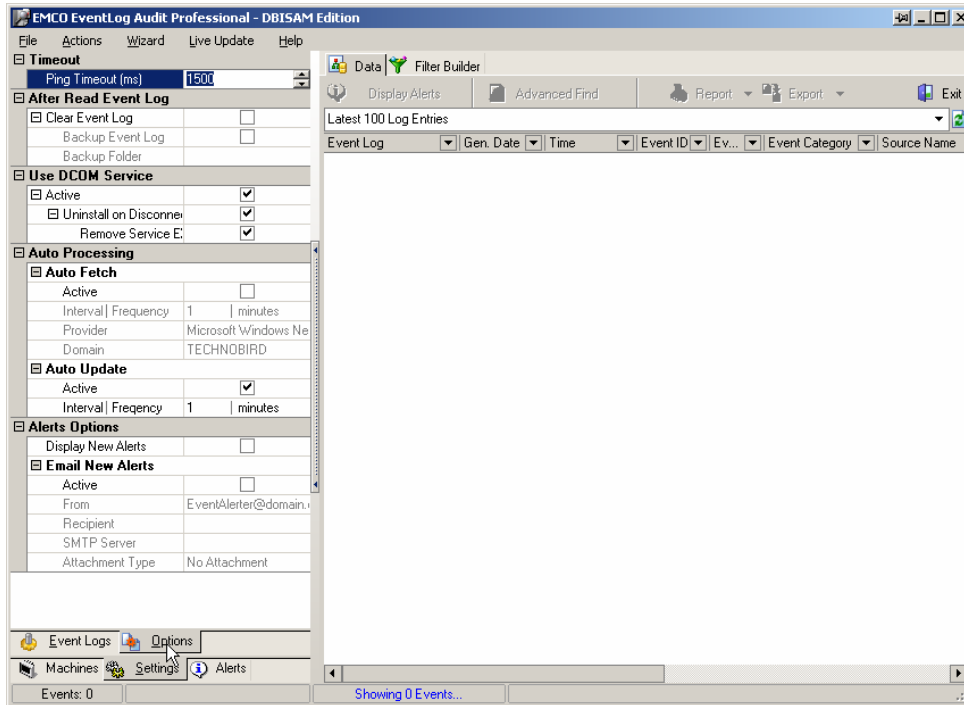 EMCO EventLog Audit Professional - DBISAM Edition
File Actions Wizard Live Update Help
Timeout
Ping Timeout (ms) 1500
After Read Event Log
Clear Event Log
Backup Event Log
Backup Folder
Use DCOM Service
Active
Uninstall on Disconne
Remove Service E
Auto Processing
Auto Fetch
Active
Interval | Frequency 1 | minutes
Provider Microsoft Windows Ne
Domain TECHNOBIRD
Auto Update
Active
Interval | Freqency 1 | minutes
Alerts Options
Display New Alerts
Email New Alerts
Active
From EventAlerter@domain.
Recipient
SMTP Server
Attachment Type No Attachment
Event Logs Options
Machines Settings Alerts
Events: 0
Data Filter Builder
Display Alerts Advanced Find Report Export Exit
Latest 100 Log Entries
Event Log Gen. Date Time Event ID Ev... Event Category Source Name
Showing 0 Events...